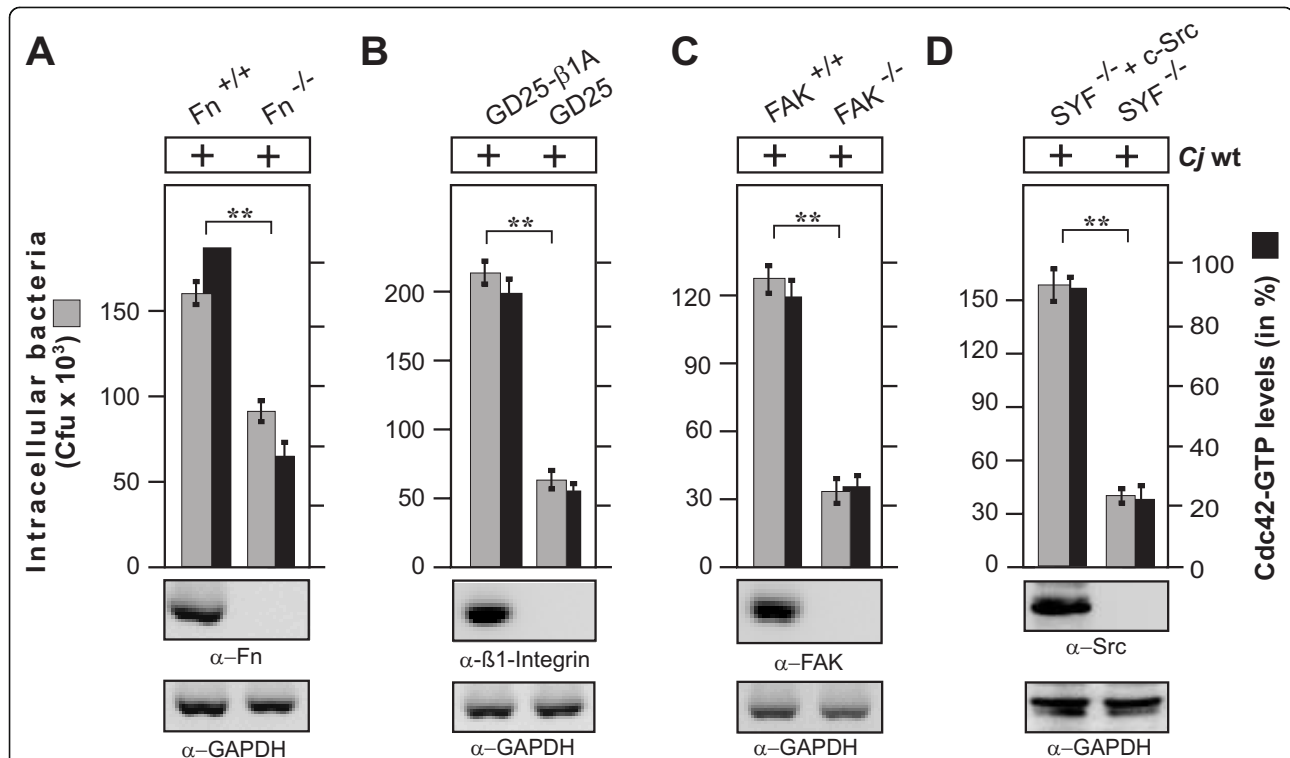 A B C D
Fn +/+
Fn -/-
GD25-β1A
GD25
FAK +/+
FAK -/-
SYF -/- + c-Src
SYF -/-
+ + + + + + + + Cj wt
Intracellular bacteria
(Cfu x 10³)
** ** ** **
150
100
50
0
200
150
100
50
0
120
90
60
30
0
150
120
90
60
30
0
100
80
60
40
20
0
Cdc42-GTP levels (in %)
α–Fn α-ß1-Integrin α–FAK α–Src
α–GAPDH α–GAPDH α–GAPDH α–GAPDH